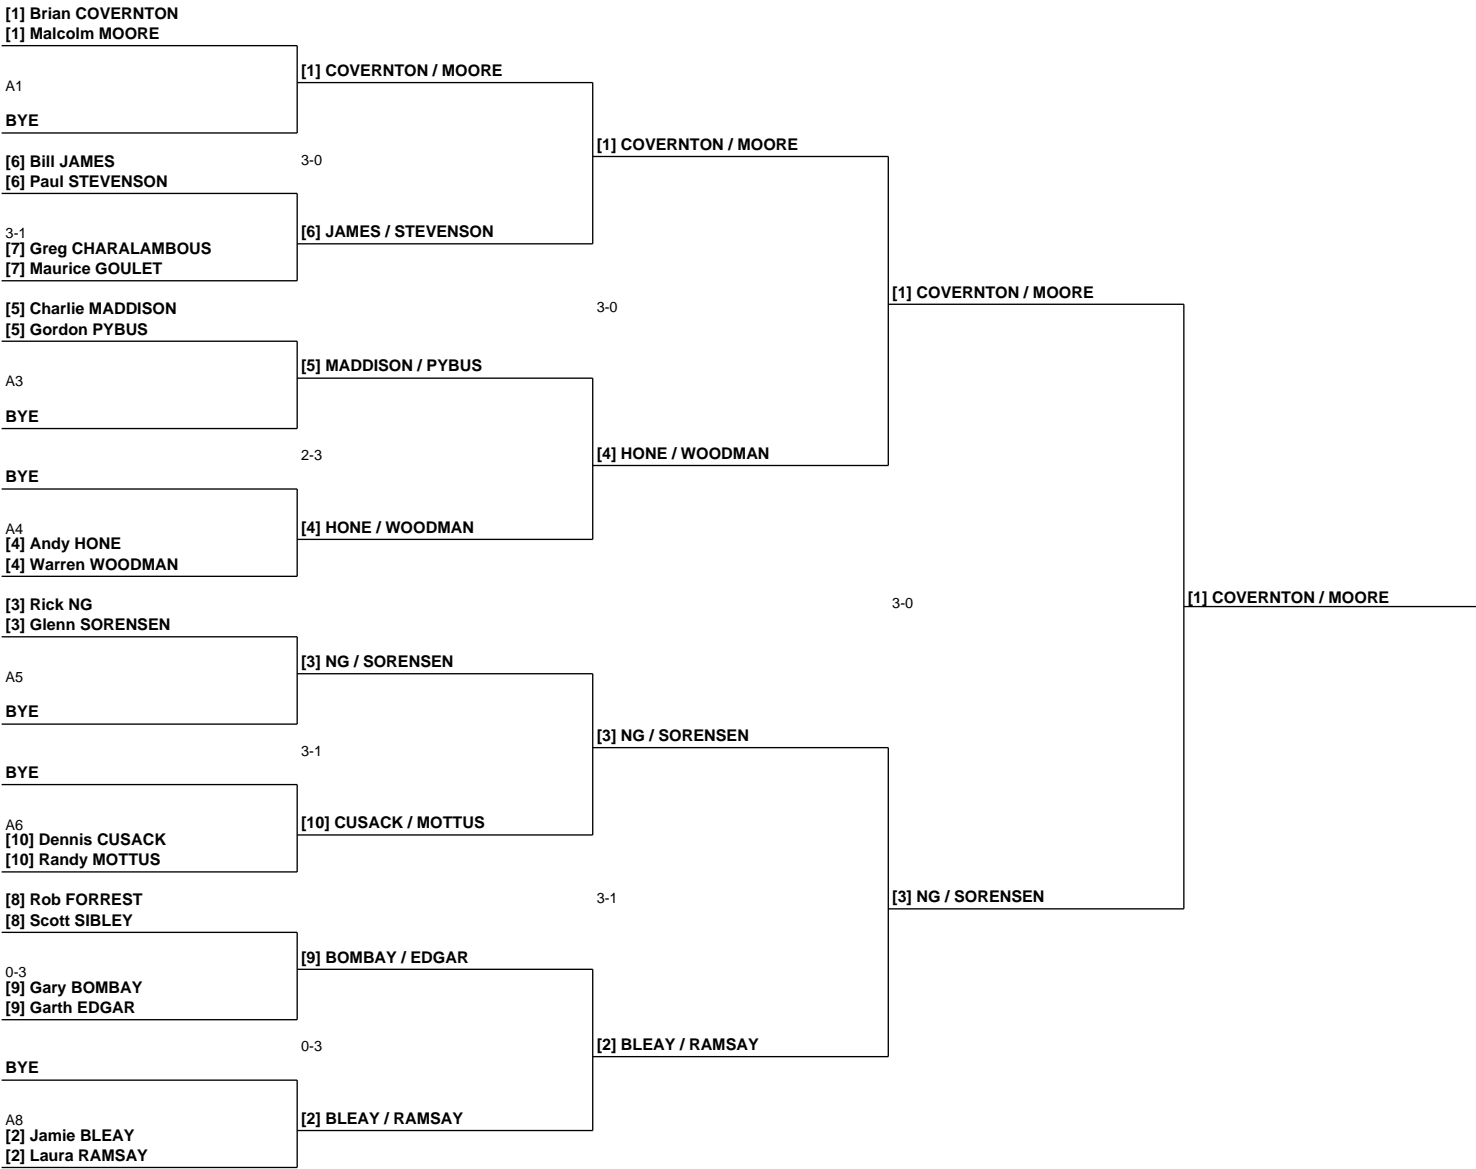 [1] Brian COVERNTON
[1] Malcolm MOORE
A1
BYE
[6] Bill JAMES
[6] Paul STEVENSON
3-1
[7] Greg CHARALAMBOUS
[7] Maurice GOULET
[5] Charlie MADDISON
[5] Gordon PYBUS
A3
BYE
BYE
A4
[4] Andy HONE
[4] Warren WOODMAN
[3] Rick NG
[3] Glenn SORENSEN
A5
BYE
BYE
A6
[10] Dennis CUSACK
[10] Randy MOTTUS
[8] Rob FORREST
[8] Scott SIBLEY
0-3
[9] Gary BOMBAY
[9] Garth EDGAR
BYE
A8
[2] Jamie BLEAY
[2] Laura RAMSAY
[1] COVERNTON / MOORE
3-0
[6] JAMES / STEVENSON
[5] MADDISON / PYBUS
2-3
[4] HONE / WOODMAN
[3] NG / SORENSEN
3-1
[10] CUSACK / MOTTUS
[9] BOMBAY / EDGAR
0-3
[2] BLEAY / RAMSAY
[1] COVERNTON / MOORE
3-0
[4] HONE / WOODMAN
[3] NG / SORENSEN
3-1
[2] BLEAY / RAMSAY
[1] COVERNTON / MOORE
3-0
[3] NG / SORENSEN
[1] COVERNTON / MOORE